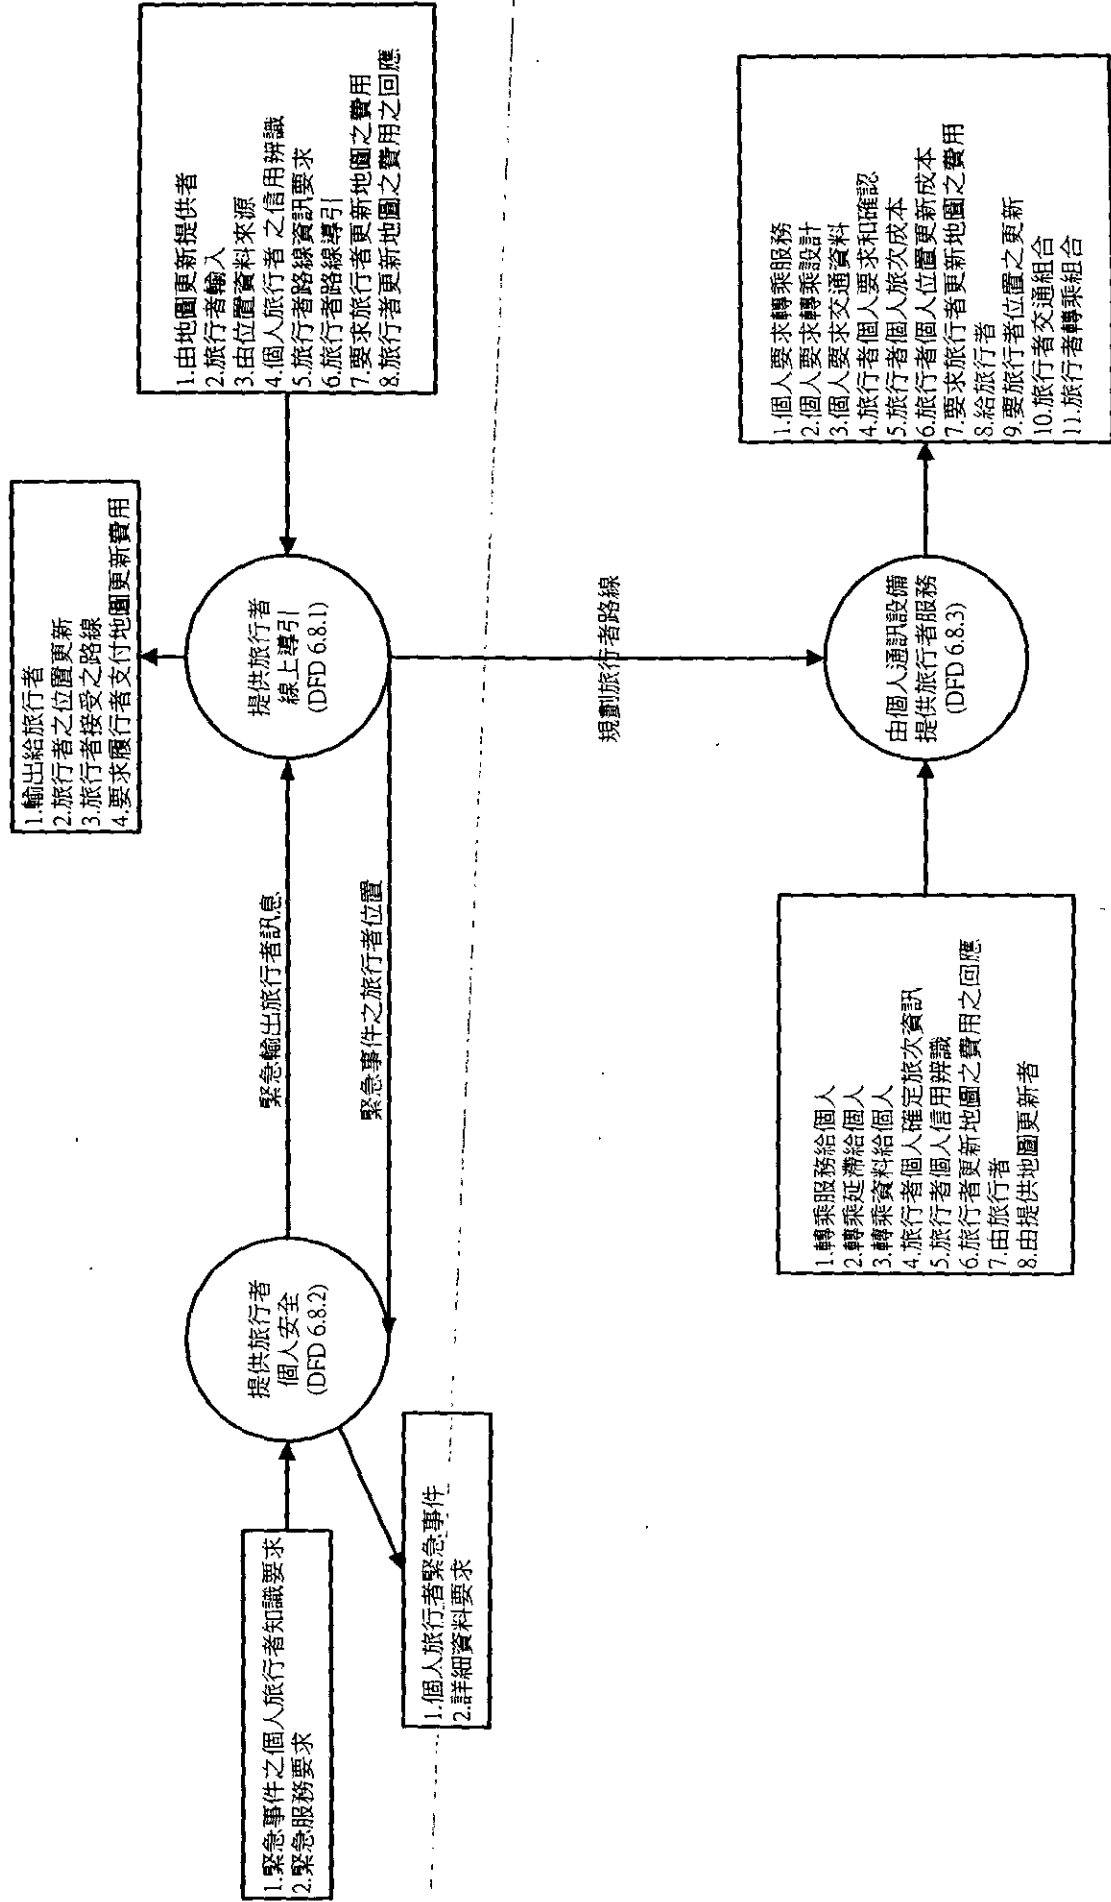 1.緊急事件之個人旅行者知識要求
2.緊急服務要求
提供旅行者
個人安全
(DFD 6.8.2)
1.個人旅行者緊急事件
2.詳細資料要求
緊急輸出旅行者訊息
緊急事件之旅行者位置
1.輸出給旅行者
2.旅行者之位置更新
3.旅行者接受之路線
4.要求履行者支付地圖更新費用
提供旅行者
線上導引
(DFD 6.8.1)
1.由地圖更新提供者
2.旅行者輸入
3.由位置資料來源
4.個人旅行者之信用辨識
5.旅行者路線資訊要求
6.旅行者路線導引
7.要求旅行者更新地圖之費用
8.旅行者更新地圖之費用之回應
規劃旅行者路線
1.轉乘服務給個人
2.轉乘延滯給個人
3.轉乘資料給個人
4.旅行者個人確定旅次資訊
5.旅行者個人信用辨識
6.旅行者更新地圖之費用之回應
7.由旅行者
8.由提供地圖更新者
由個人通訊設備
提供旅行者服務
(DFD 6.8.3)
1.個人要求轉乘服務
2.個人要求轉乘設計
3.個人要求交通資料
4.旅行者個人要求和確認
5.旅行者個人旅次成本
6.旅行者個人位置更新成本
7.要求旅行者更新地圖之費用
8.給旅行者
9.要旅行者位置之更新
10.旅行者交通組合
11.旅行者轉乘組合